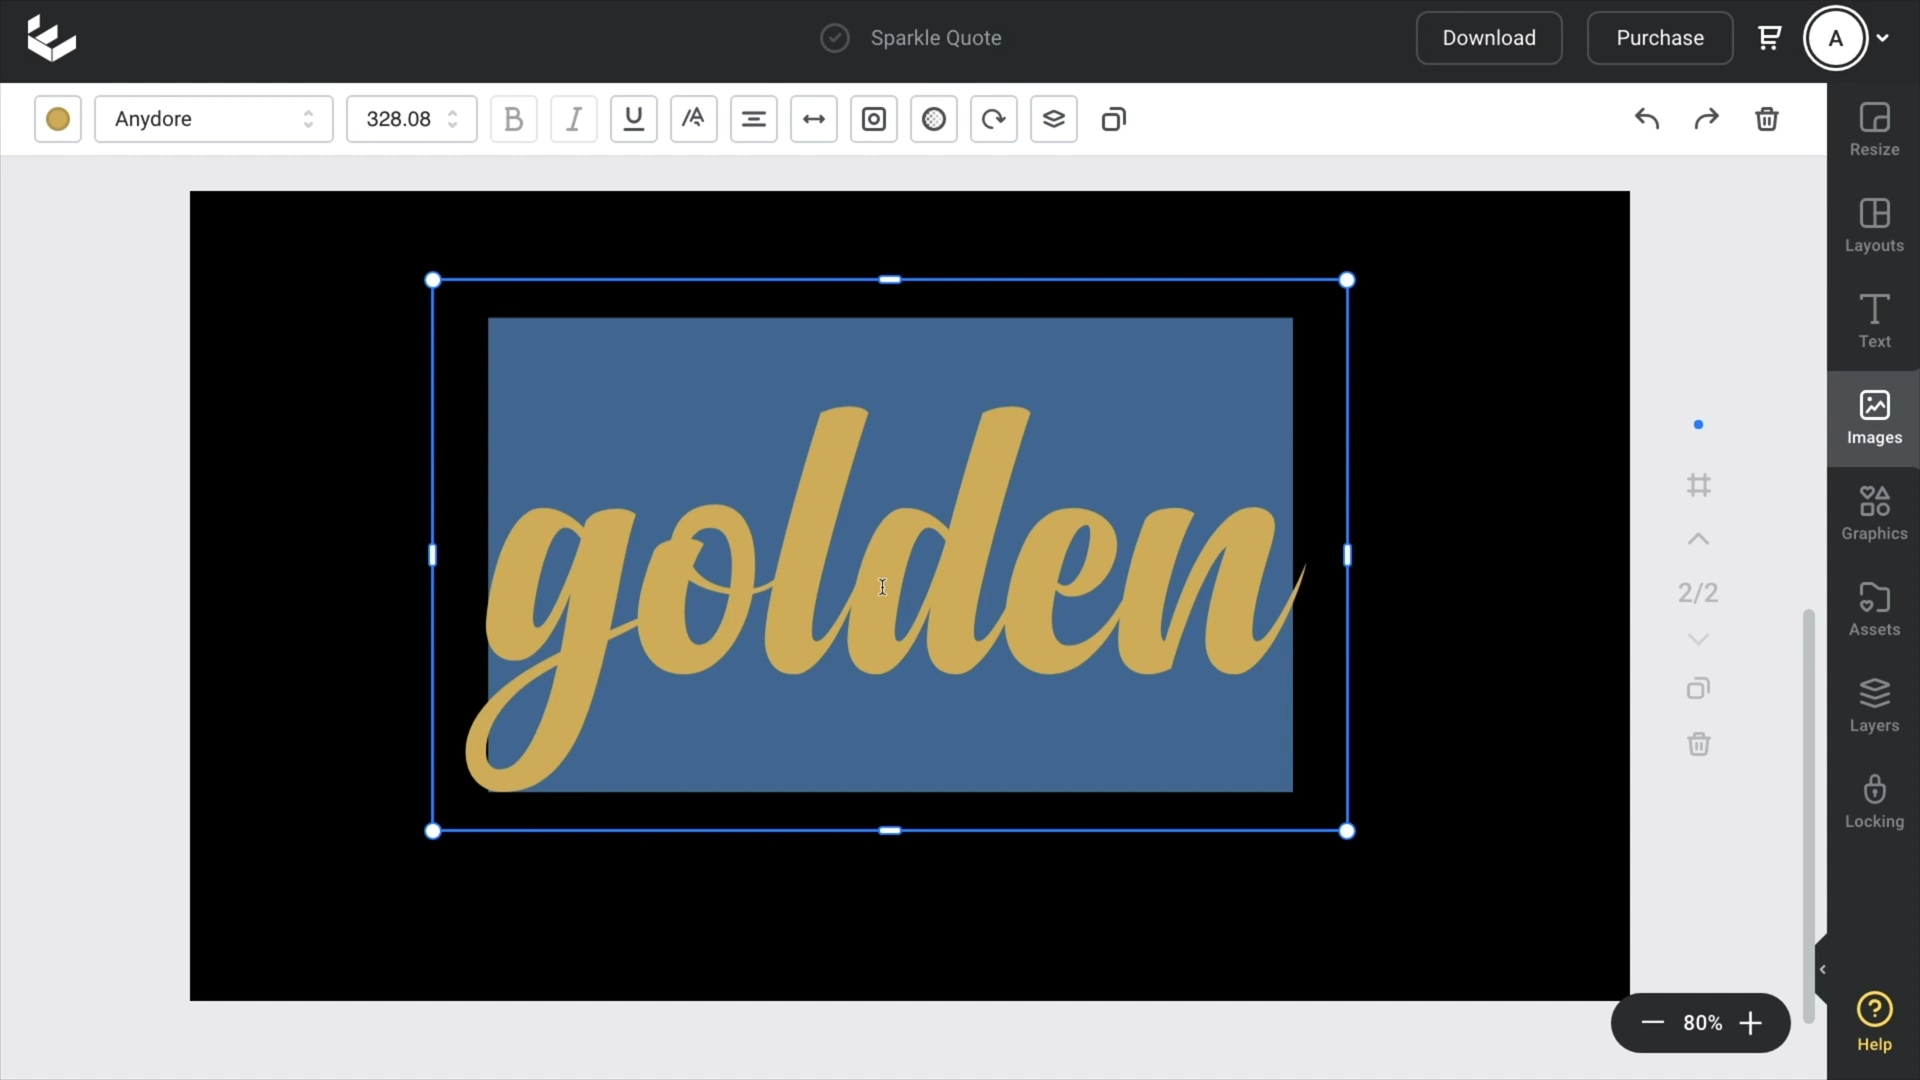 Sparkle Quote
Download
Purchase
A
Anydore
328.08
B
I
U
A
Resize
Layouts
Text
Images
Graphics
Assets
Layers
Locking
golden
2/2
80%
Help